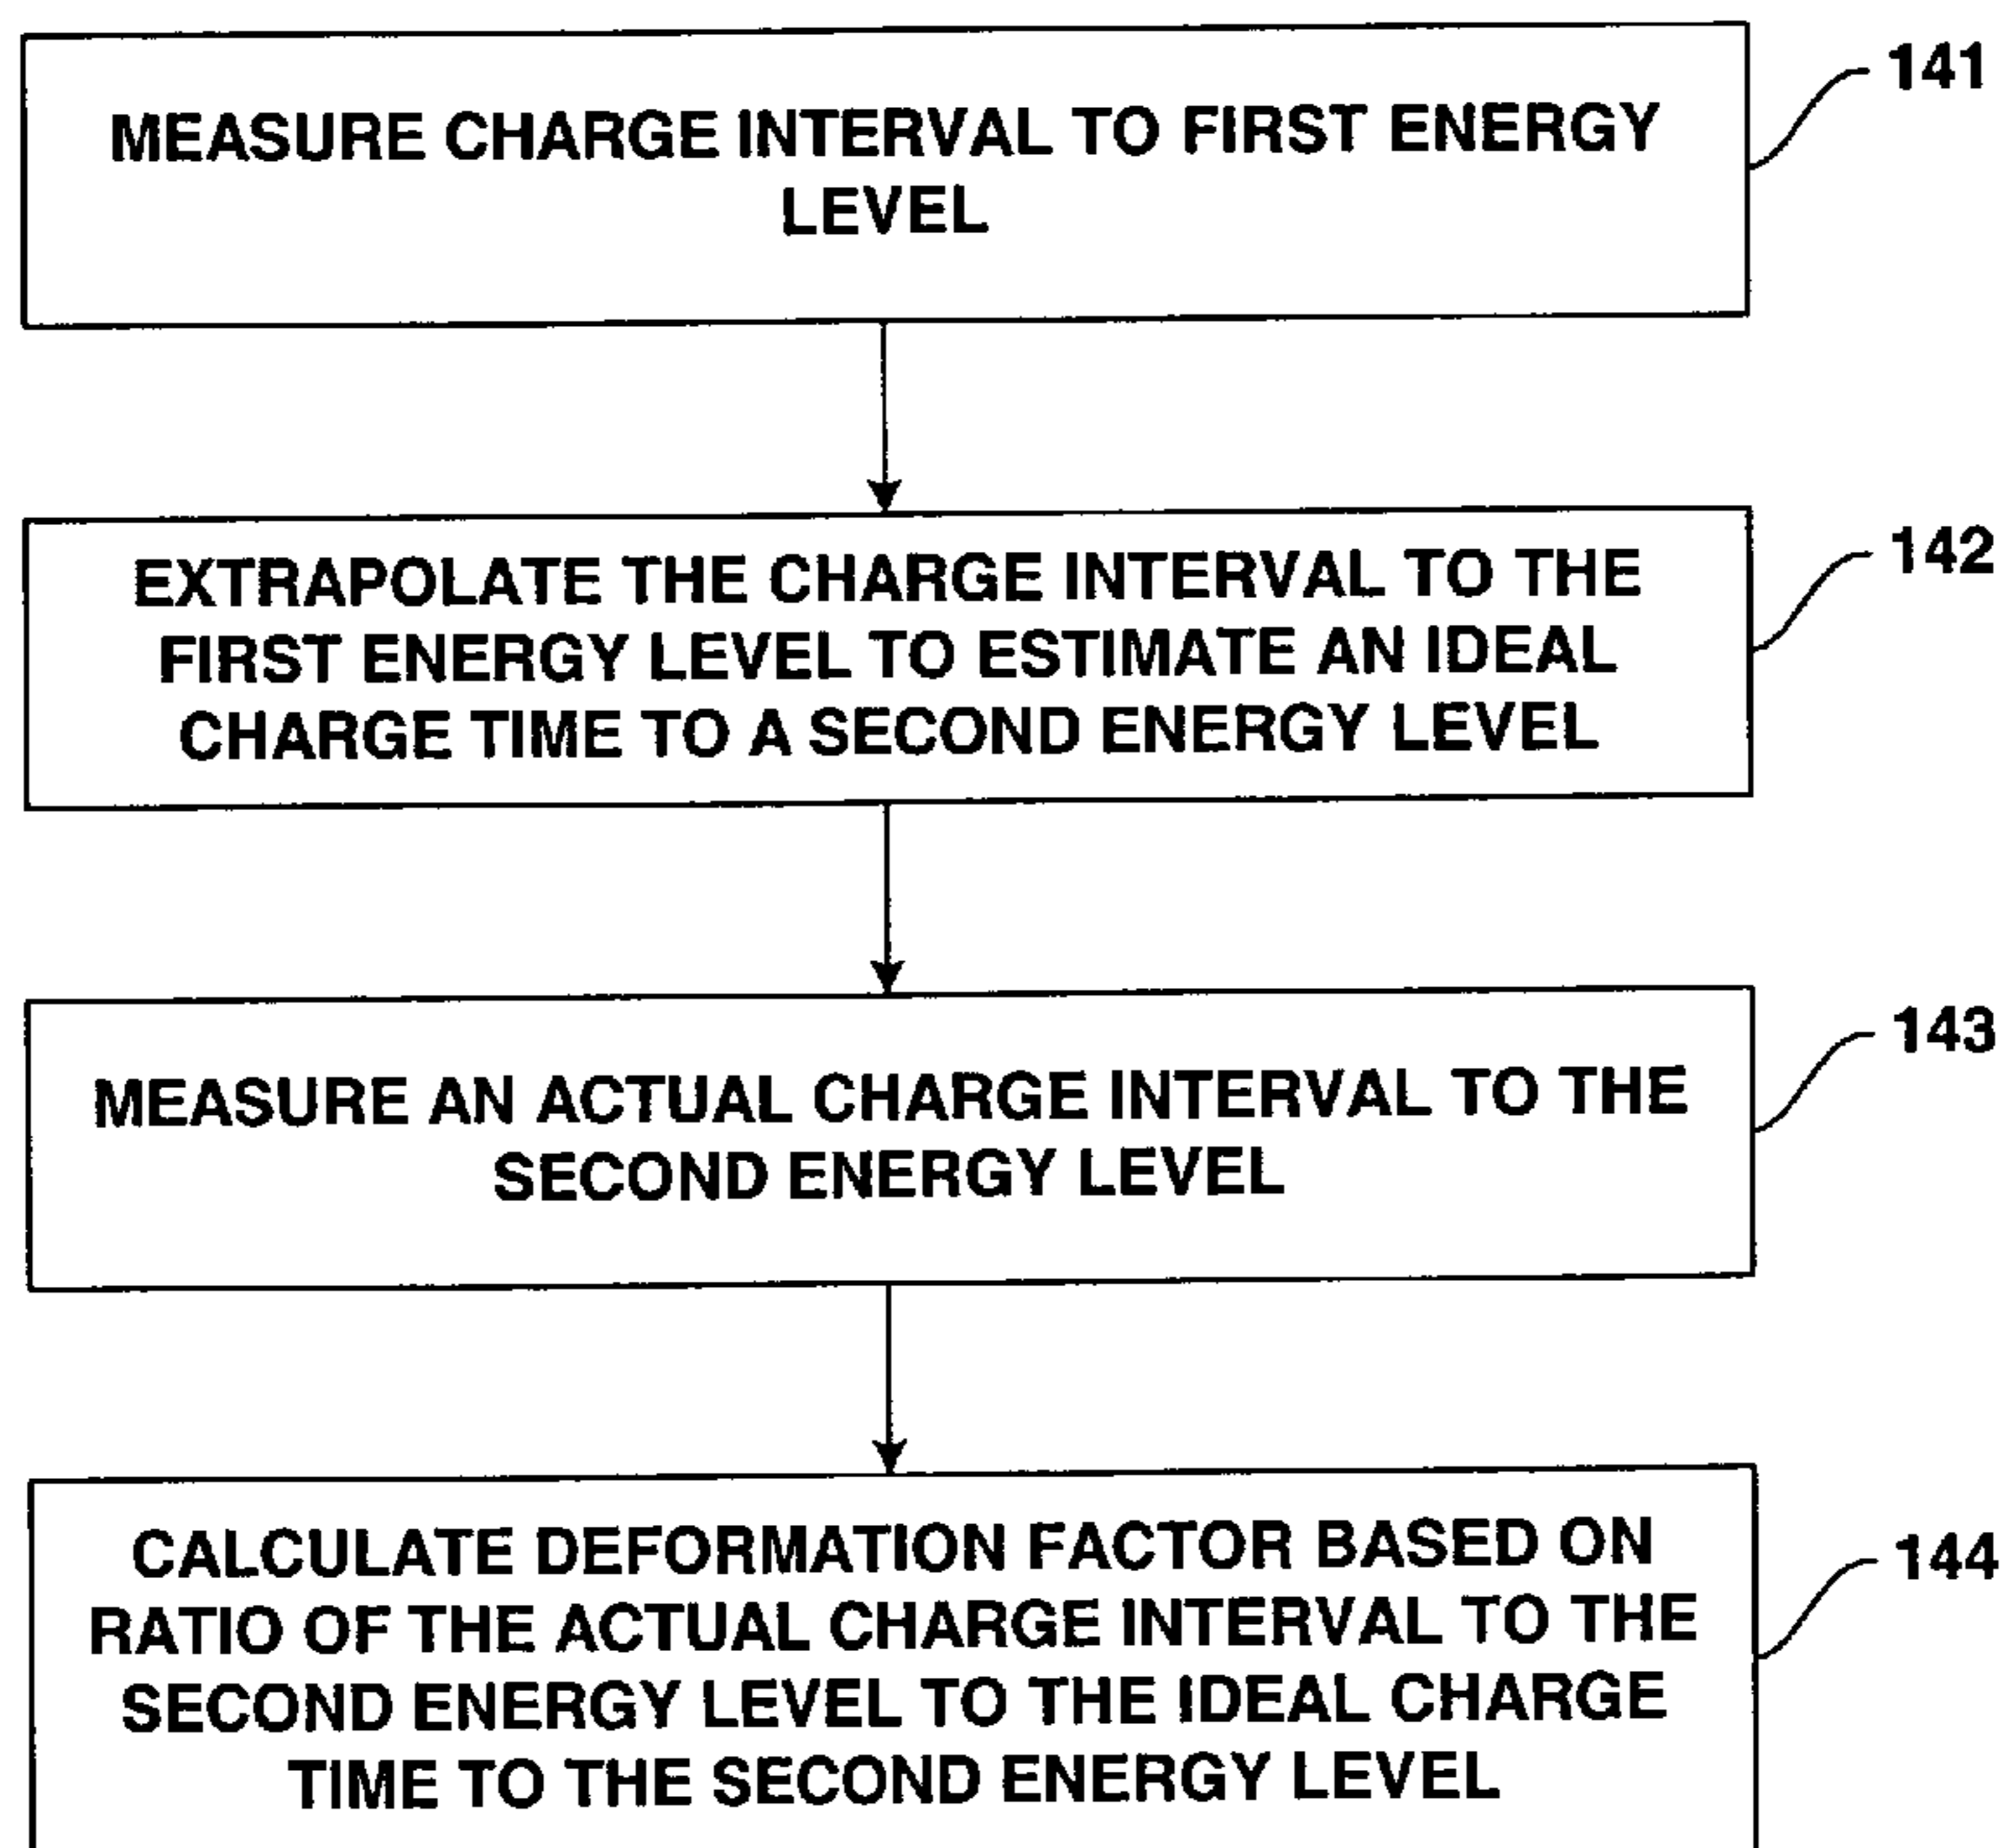 141
MEASURE CHARGE INTERVAL TO FIRST ENERGY
LEVEL
142
EXTRAPOLATE THE CHARGE INTERVAL TO THE
FIRST ENERGY LEVEL TO ESTIMATE AN IDEAL
CHARGE TIME TO A SECOND ENERGY LEVEL
143
MEASURE AN ACTUAL CHARGE INTERVAL TO THE
SECOND ENERGY LEVEL
144
CALCULATE DEFORMATION FACTOR BASED ON
RATIO OF THE ACTUAL CHARGE INTERVAL TO THE
SECOND ENERGY LEVEL TO THE IDEAL CHARGE
TIME TO THE SECOND ENERGY LEVEL